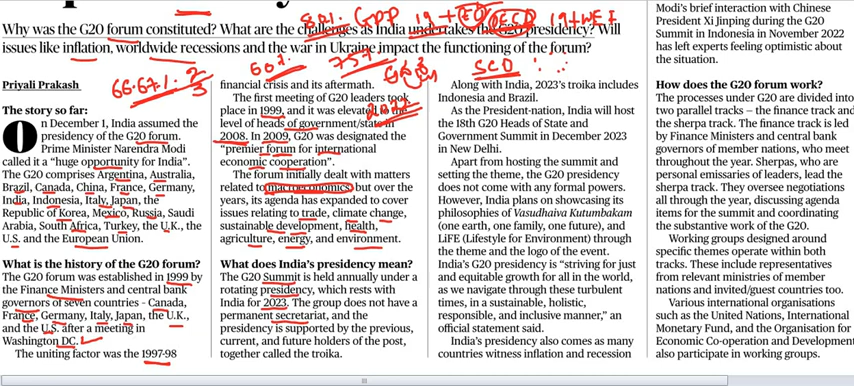 Why was the G20 forum constituted? What are the challenges as India undertakes the G20 presidency? Will
issues like inflation, worldwide recessions and the war in Ukraine impact the functioning of the forum?
80%
GDP
19 +
19 + WEI
66.67%
2/3
60%
75%
SCO
Priyali Prakash
The story so far:
On December 1, India assumed the
presidency of the G20 forum.
Prime Minister Narendra Modi
called it a “huge opportunity for India”.
The G20 comprises Argentina, Australia,
Brazil, Canada, China, France, Germany,
India, Indonesia, Italy, Japan, the
Republic of Korea, Mexico, Russia, Saudi
Arabia, South Africa, Turkey, the U.K., the
U.S. and the European Union.
What is the history of the G20 forum?
The G20 forum was established in 1999 by
the Finance Ministers and central bank
governors of seven countries - Canada,
France, Germany, Italy, Japan, the U.K.,
and the U.S. after a meeting in
Washington DC.
The uniting factor was the 1997-98
financial crisis and its aftermath.
The first meeting of G20 leaders took
place in 1999, and it was elevated to the
level of heads of government/state in
2008. In 2009, G20 was designated the
“premier forum for international
economic cooperation”.
The forum initially dealt with matters
related to macroeconomics, but over the
years, its agenda has expanded to cover
issues relating to trade, climate change,
sustainable development, health,
agriculture, energy, and environment.
What does India’s presidency mean?
The G20 Summit is held annually under a
rotating presidency, which rests with
India for 2023. The group does not have a
permanent secretariat, and the
presidency is supported by the previous,
current, and future holders of the post,
together called the troika.
Along with India, 2023’s troika includes
Indonesia and Brazil.
As the President-nation, India will host
the 18th G20 Heads of State and
Government Summit in December 2023
in New Delhi.
Apart from hosting the summit and
setting the theme, the G20 presidency
does not come with any formal powers.
However, India plans on showcasing its
philosophies of Vasudhaiva Kutumbakam
(one earth, one family, one future), and
LiFE (Lifestyle for Environment) through
the theme and the logo of the event.
India’s G20 presidency is “striving for just
and equitable growth for all in the world,
as we navigate through these turbulent
times, in a sustainable, holistic,
responsible, and inclusive manner,” an
official statement said.
India’s presidency also comes as many
countries witness inflation and recession
Modi’s brief interaction with Chinese
President Xi Jinping during the G20
Summit in Indonesia in November 2022
has left experts feeling optimistic about
the situation.
How does the G20 forum work?
The processes under G20 are divided into
two parallel tracks – the finance track and
the sherpa track. The finance track is led
by Finance Ministers and central bank
governors of member nations, who meet
throughout the year. Sherpas, who are
personal emissaries of leaders, lead the
sherpa track. They oversee negotiations
all through the year, discussing agenda
items for the summit and coordinating
the substantive work of the G20.
Working groups designed around
specific themes operate within both
tracks. These include representatives
from relevant ministries of member
nations and invited/guest countries too.
Various international organisations
such as the United Nations, International
Monetary Fund, and the Organisation for
Economic Co-operation and Development
also participate in working groups.